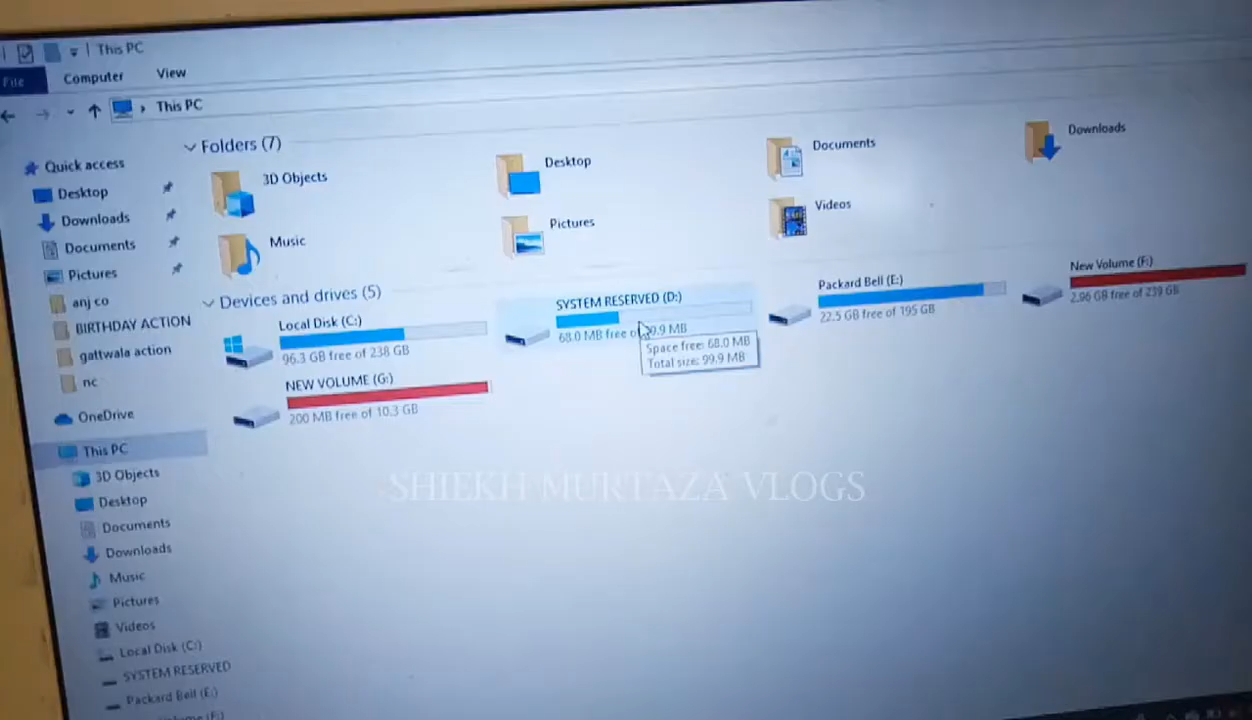 This PC
File
Computer
View
This PC
Quick access
Desktop
Downloads
Documents
Pictures
anj co
BIRTHDAY ACTION
gattwala action
nc
OneDrive
This PC
3D Objects
Desktop
Documents
Downloads
Music
Pictures
Videos
Local Disk (C:)
SYSTEM RESERVED
Packard Bell (E:)
Folders (7)
3D Objects
Desktop
Documents
Downloads
Music
Pictures
Videos
Devices and drives (5)
Local Disk (C:)
96.3 GB free of 238 GB
SYSTEM RESERVED (D:)
68.0 MB free of 99.9 MB
Space free: 68.0 MB
Total size: 99.9 MB
Packard Bell (E:)
22.5 GB free of 195 GB
New Volume (F:)
2.96 GB free of 239 GB
NEW VOLUME (G:)
200 MB free of 10.3 GB
SHIEKH MURTAZA VLOGS